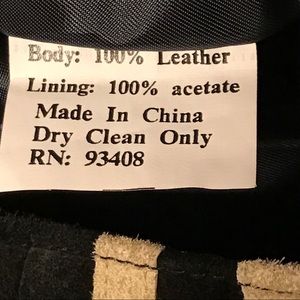 Body: 100% Leather
Lining: 100% acetate
Made In China
Dry Clean Only
RN: 93408